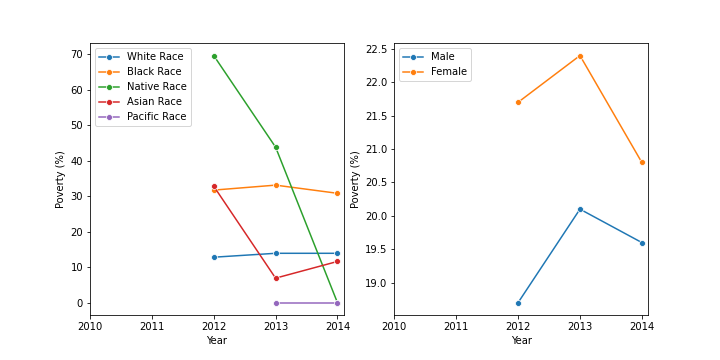 White Race
Black Race
Native Race
Asian Race
Pacific Race
70
60
50
40
30
20
10
0
Poverty (%)
2010 2011 2012 2013 2014
Year
Male
Female
22.5
22.0
21.5
21.0
20.5
20.0
19.5
19.0
Poverty (%)
2010 2011 2012 2013 2014
Year